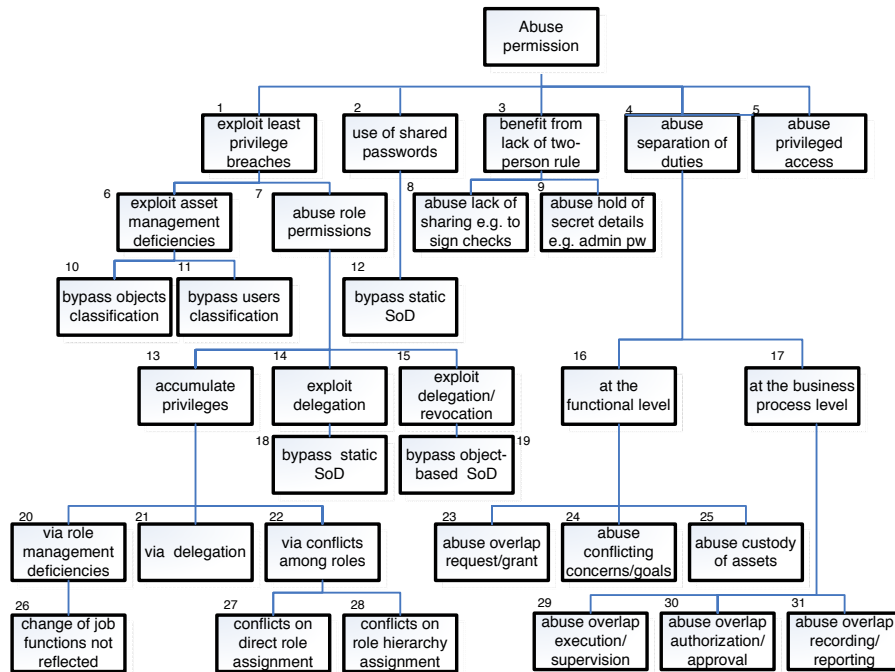 Abuse
permission
1
exploit least
privilege
breaches
2
use of shared
passwords
3
benefit from
lack of two-
person rule
4
abuse
separation of
duties
5
abuse
privileged
access
6
exploit asset
management
deficiencies
7
abuse role
permissions
8
abuse lack of
sharing e.g. to
sign checks
9
abuse hold of
secret details
e.g. admin pw
10
bypass objects
classification
11
bypass users
classification
12
bypass static
SoD
13
accumulate
privileges
14
exploit
delegation
15
exploit
delegation/
revocation
16
at the
functional level
17
at the business
process level
18
bypass static
SoD
19
bypass object-
based SoD
20
via role
management
deficiencies
21
via delegation
22
via conflicts
among roles
23
abuse overlap
request/grant
24
abuse
conflicting
concerns/goals
25
abuse custody
of assets
26
change of job
functions not
reflected
27
conflicts on
direct role
assignment
28
conflicts on
role hierarchy
assignment
29
abuse overlap
execution/
supervision
30
abuse overlap
authorization/
approval
31
abuse overlap
recording/
reporting